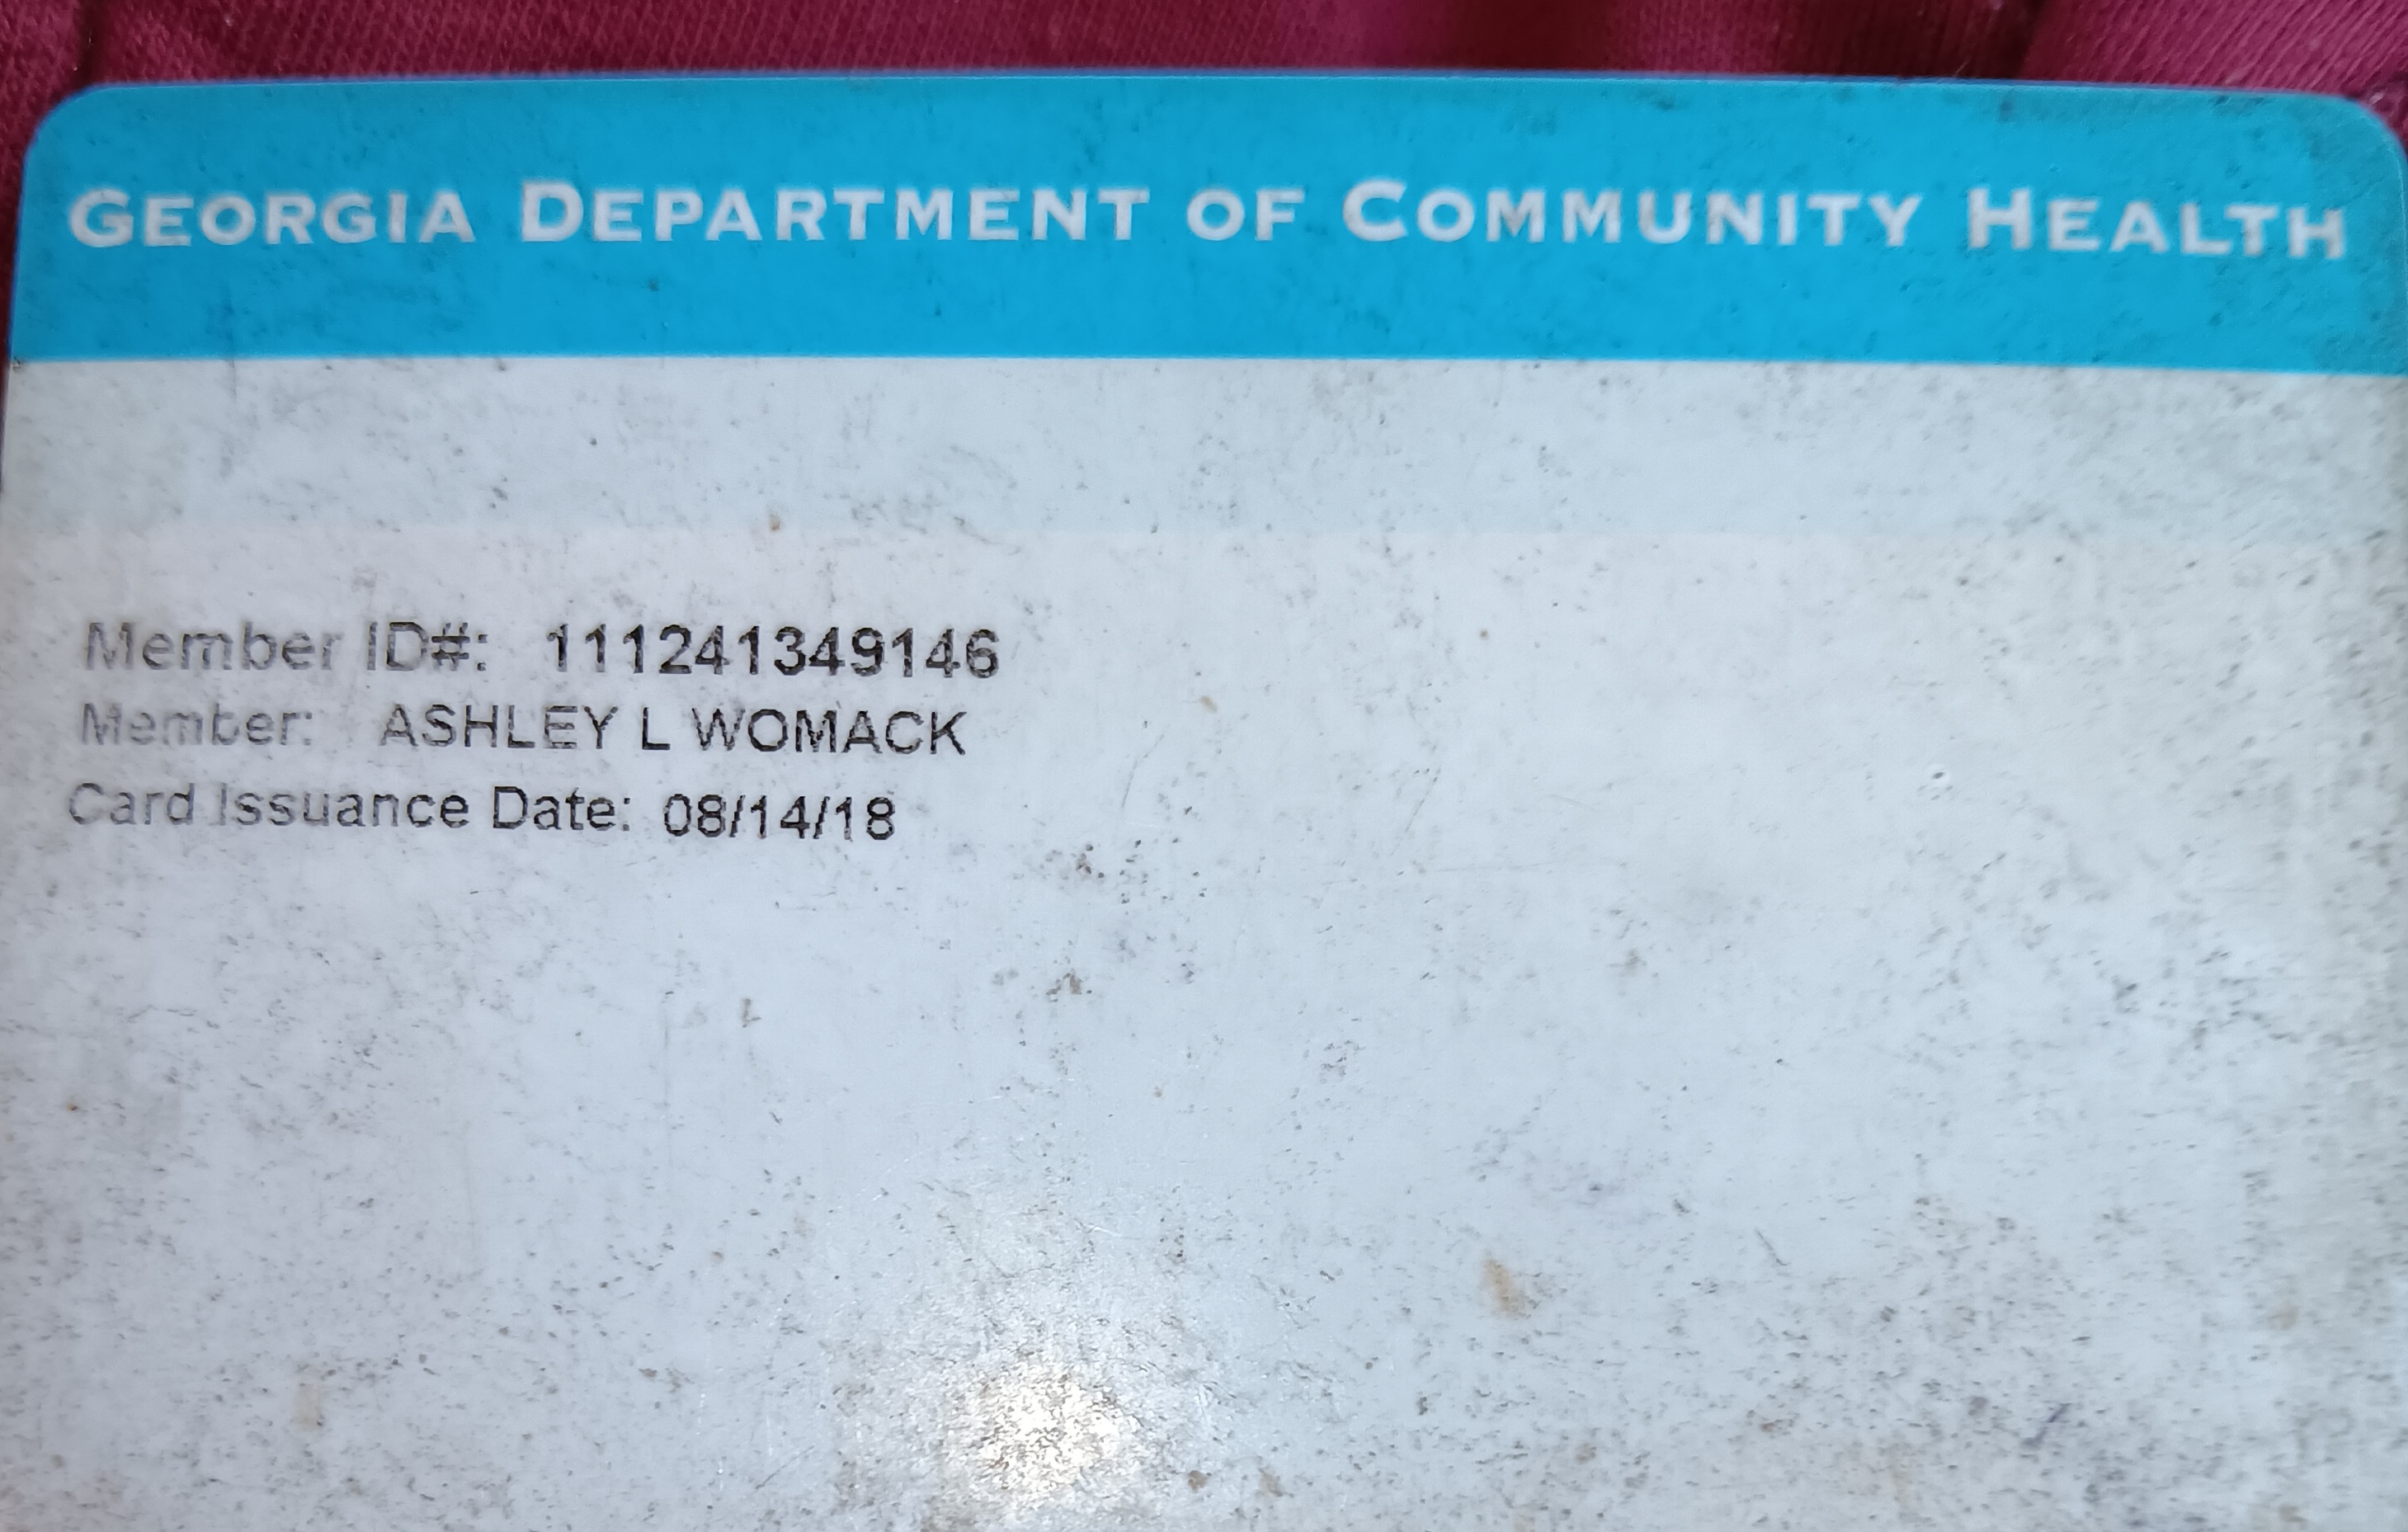 GEORGIA DEPARTMENT OF COMMUNITY HEALTH
Member ID#: 111241349146
Member: ASHLEY L WOMACK
Card Issuance Date: 08/14/18